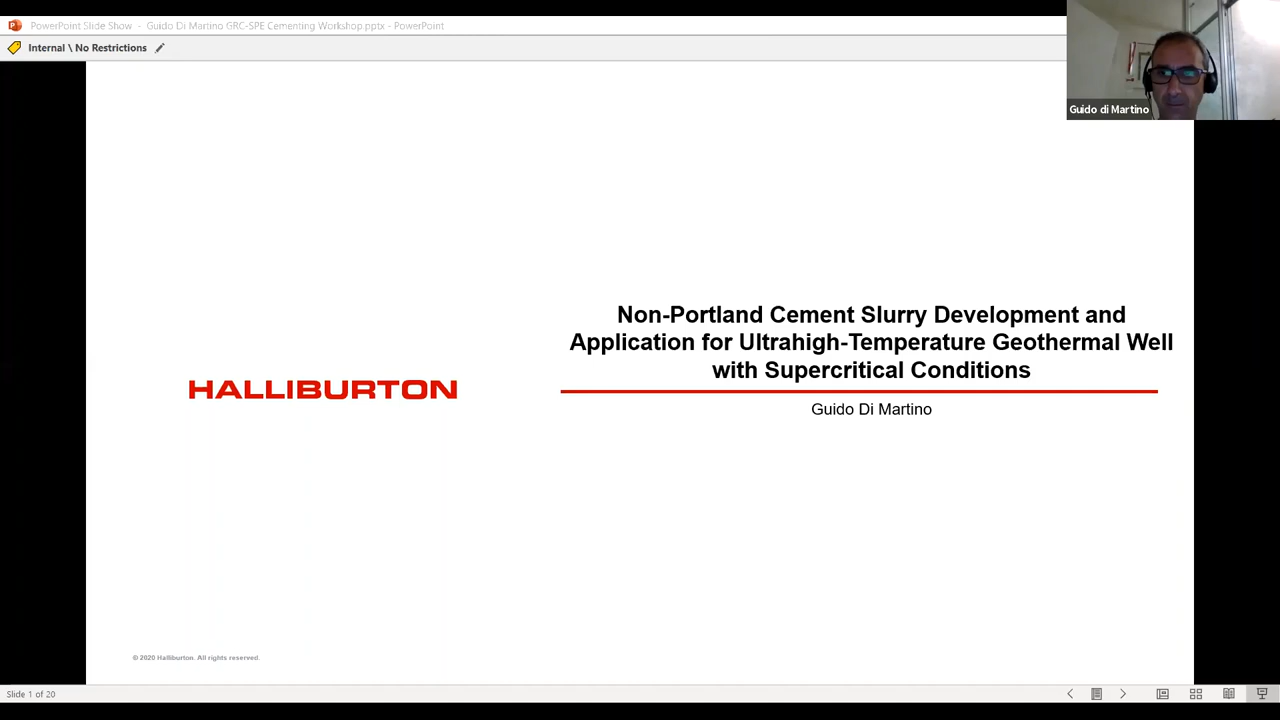 PowerPoint Slide Show - Guido Di Martino GRC-SPE Cementing Workshop.pptx - PowerPoint
Internal \ No Restrictions
Guido di Martino
Non-Portland Cement Slurry Development and
Application for Ultrahigh-Temperature Geothermal Well
with Supercritical Conditions
HALLIBURTON
Guido Di Martino
© 2020 Halliburton. All rights reserved.
Slide 1 of 20